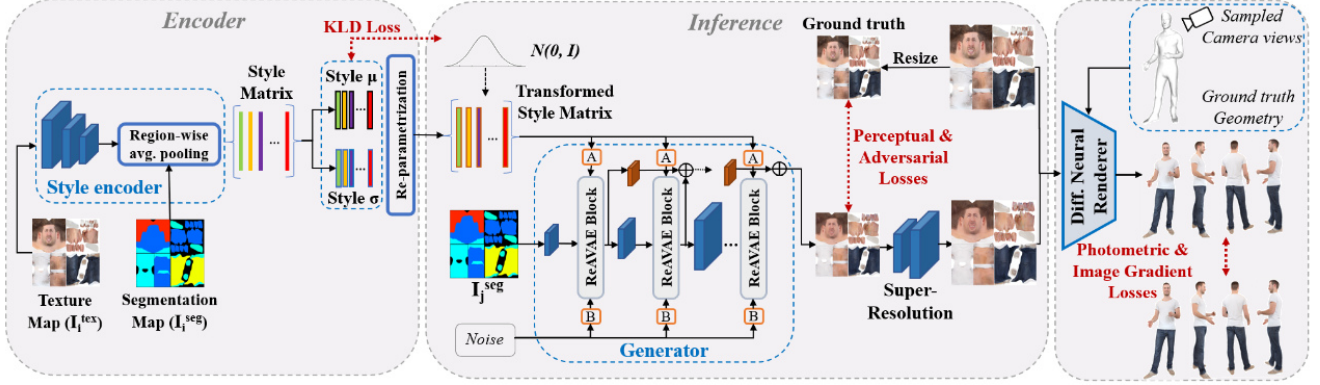 Encoder
Inference
KLD Loss
N(0, I)
Ground truth
Sampled
Camera views
Ground truth
Geometry
Style
Matrix
Style μ
...
...
Style σ
Re-parametrization
Transformed
Style Matrix
...
Resize
Perceptual &
Adversarial
Losses
Region-wise
avg. pooling
Style encoder
A
A
A
ReAVAE Block
ReAVAE Block
...
ReAVAE Block
B
B
B
Noise
Generator
I_j^seg
Super-
Resolution
Diff. Neural
Renderer
Photometric &
Image Gradient
Losses
Texture
Map (I_i^tex)
Segmentation
Map (I_i^seg)